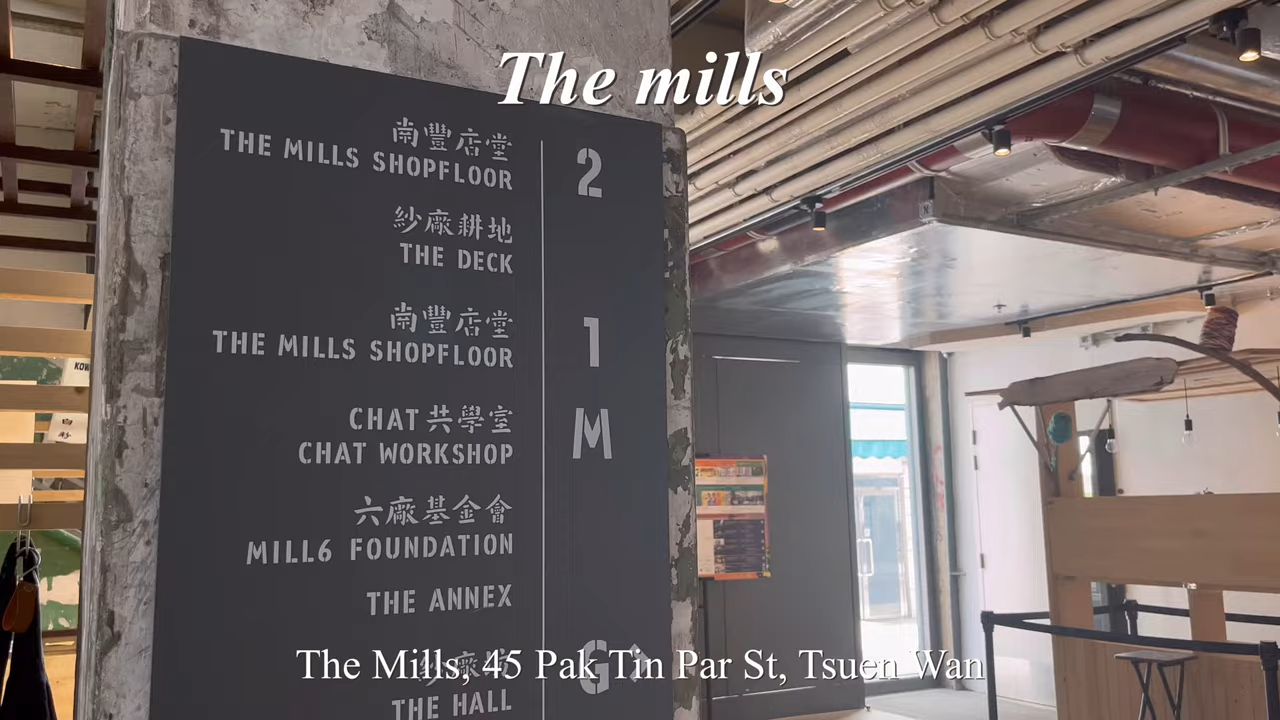 The mills
南豐店堂
THE MILLS SHOPFLOOR
2
紗廠耕地
THE DECK
南豐店堂
THE MILLS SHOPFLOOR
1
CHAT 共學室
CHAT WORKSHOP
M
六廠基金會
MILL6 FOUNDATION
THE ANNEX
G
THE HALL
The Mills, 45 Pak Tin Par St, Tsuen Wan